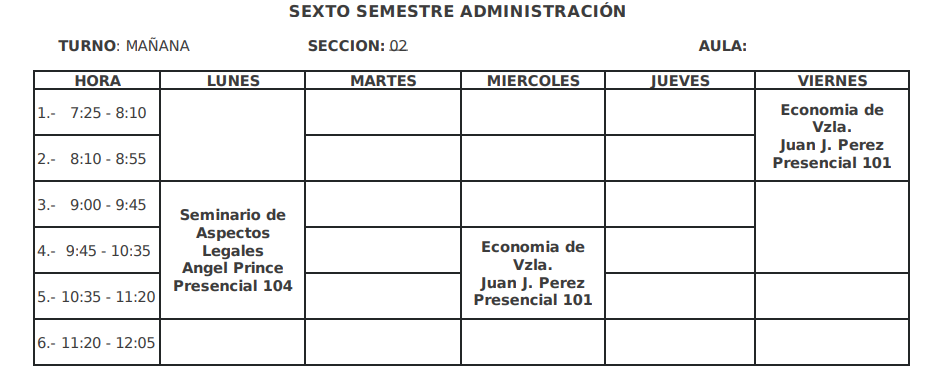 SEXTO SEMESTRE ADMINISTRACIÓN
TURNO: MAÑANA SECCION: 02 AULA:
HORA LUNES MARTES MIERCOLES JUEVES VIERNES
1.- 7:25 - 8:10
2.- 8:10 - 8:55
Economia de
Vzla.
Juan J. Perez
Presencial 101
3.- 9:00 - 9:45
4.- 9:45 - 10:35
5.- 10:35 - 11:20
Seminario de
Aspectos
Legales
Angel Prince
Presencial 104
Economia de
Vzla.
Juan J. Perez
Presencial 101
6.- 11:20 - 12:05